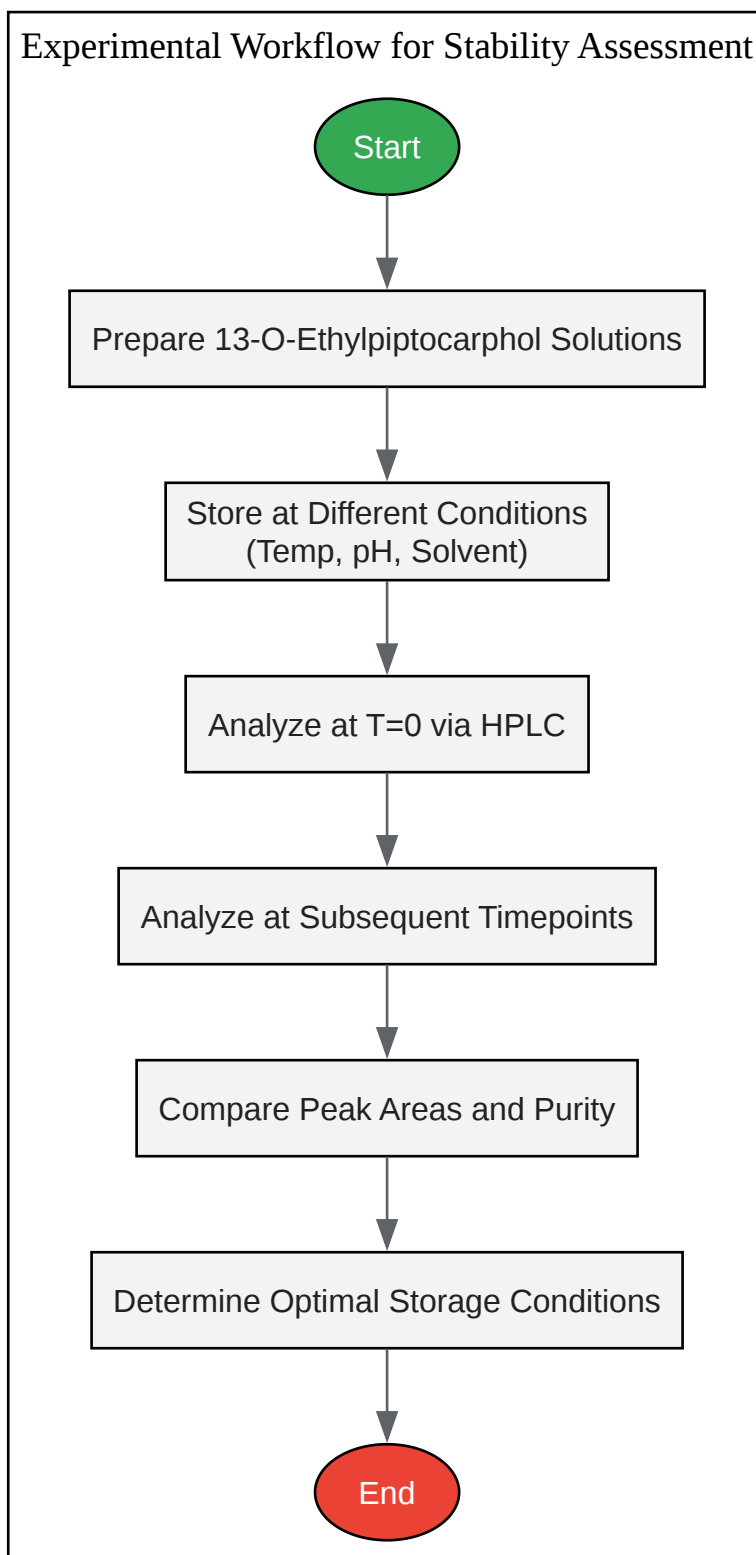 Experimental Workflow for Stability Assessment
Start
Prepare 13-O-Ethylpiptocarphol Solutions
Store at Different Conditions
(Temp, pH, Solvent)
Analyze at T=0 via HPLC
Analyze at Subsequent Timepoints
Compare Peak Areas and Purity
Determine Optimal Storage Conditions
End